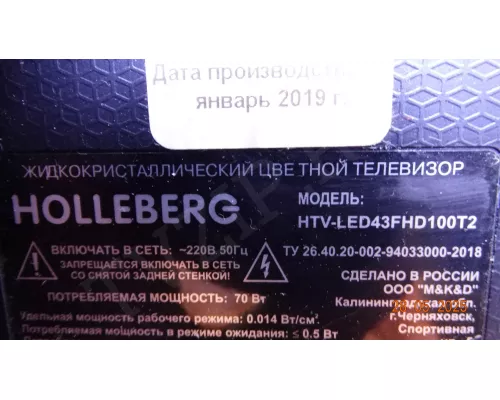 Дата производст
январь 2019 г.
ЖИДКОКРИСТАЛЛИЧЕСКИЙ ЦВЕТНОЙ ТЕЛЕВИЗОР
HOLLEBERG
МОДЕЛЬ:
HTV-LED43FHD100T2
ВКЛЮЧАТЬ В СЕТЬ: ~220В.50Гц
ЗАПРЕЩАЕТСЯ ВКЛЮЧАТЬ В СЕТЬ
СО СНЯТОЙ ЗАДНЕЙ СТЕНКОЙ!
ТУ 26.40.20-002-94033000-2018
ПОТРЕБЛЯЕМАЯ МОЩНОСТЬ: 70 Вт
СДЕЛАНО В РОССИИ
ООО "M&K&D"
Калининградская обл.
г.Черняховск,
Спортивная
Удельная мощность рабочего режима: 0.014 Вт/см².
Потребляемая мощность в режиме ожидания: ≤ 0.5 Вт